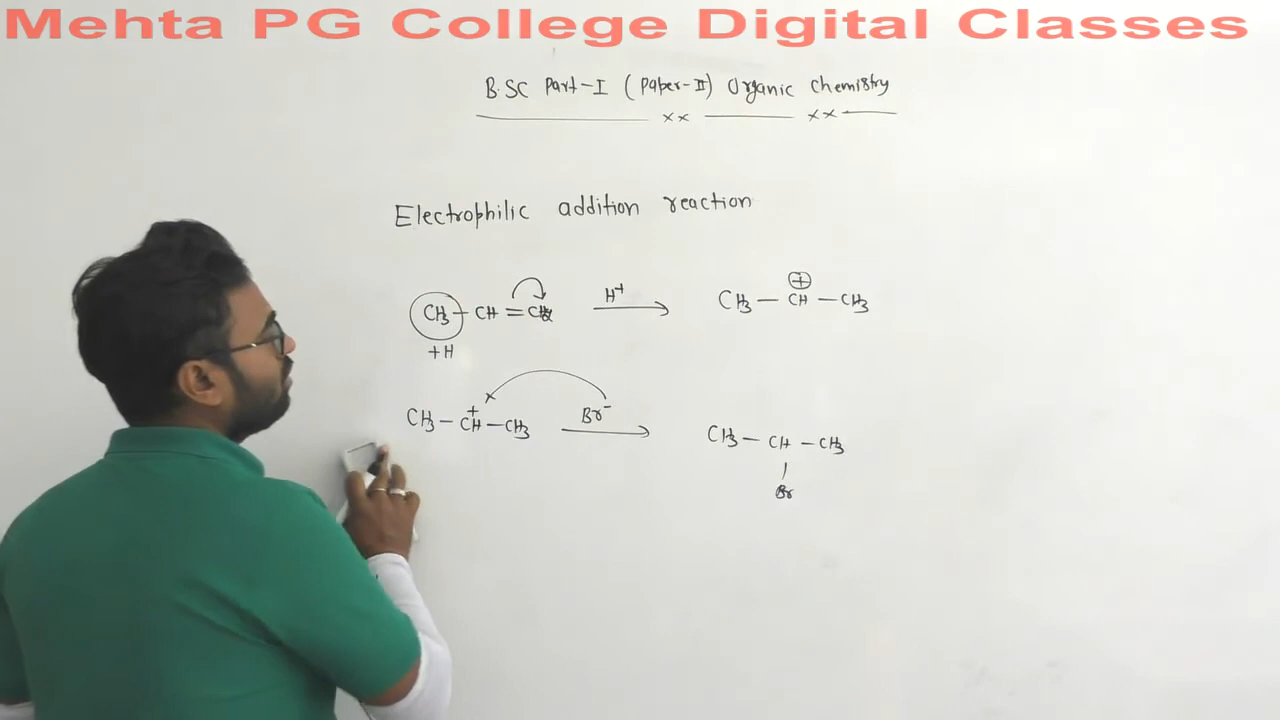 Mehta PG College Digital Classes
B.SC Part-I (Paper-II) Organic Chemistry
Electrophilic addition reaction
CH3 - CH = CH2 H+ CH3 - CH - CH3
+
+H
CH3 - CH - CH3 Br- CH3 - CH - CH3
+
Br